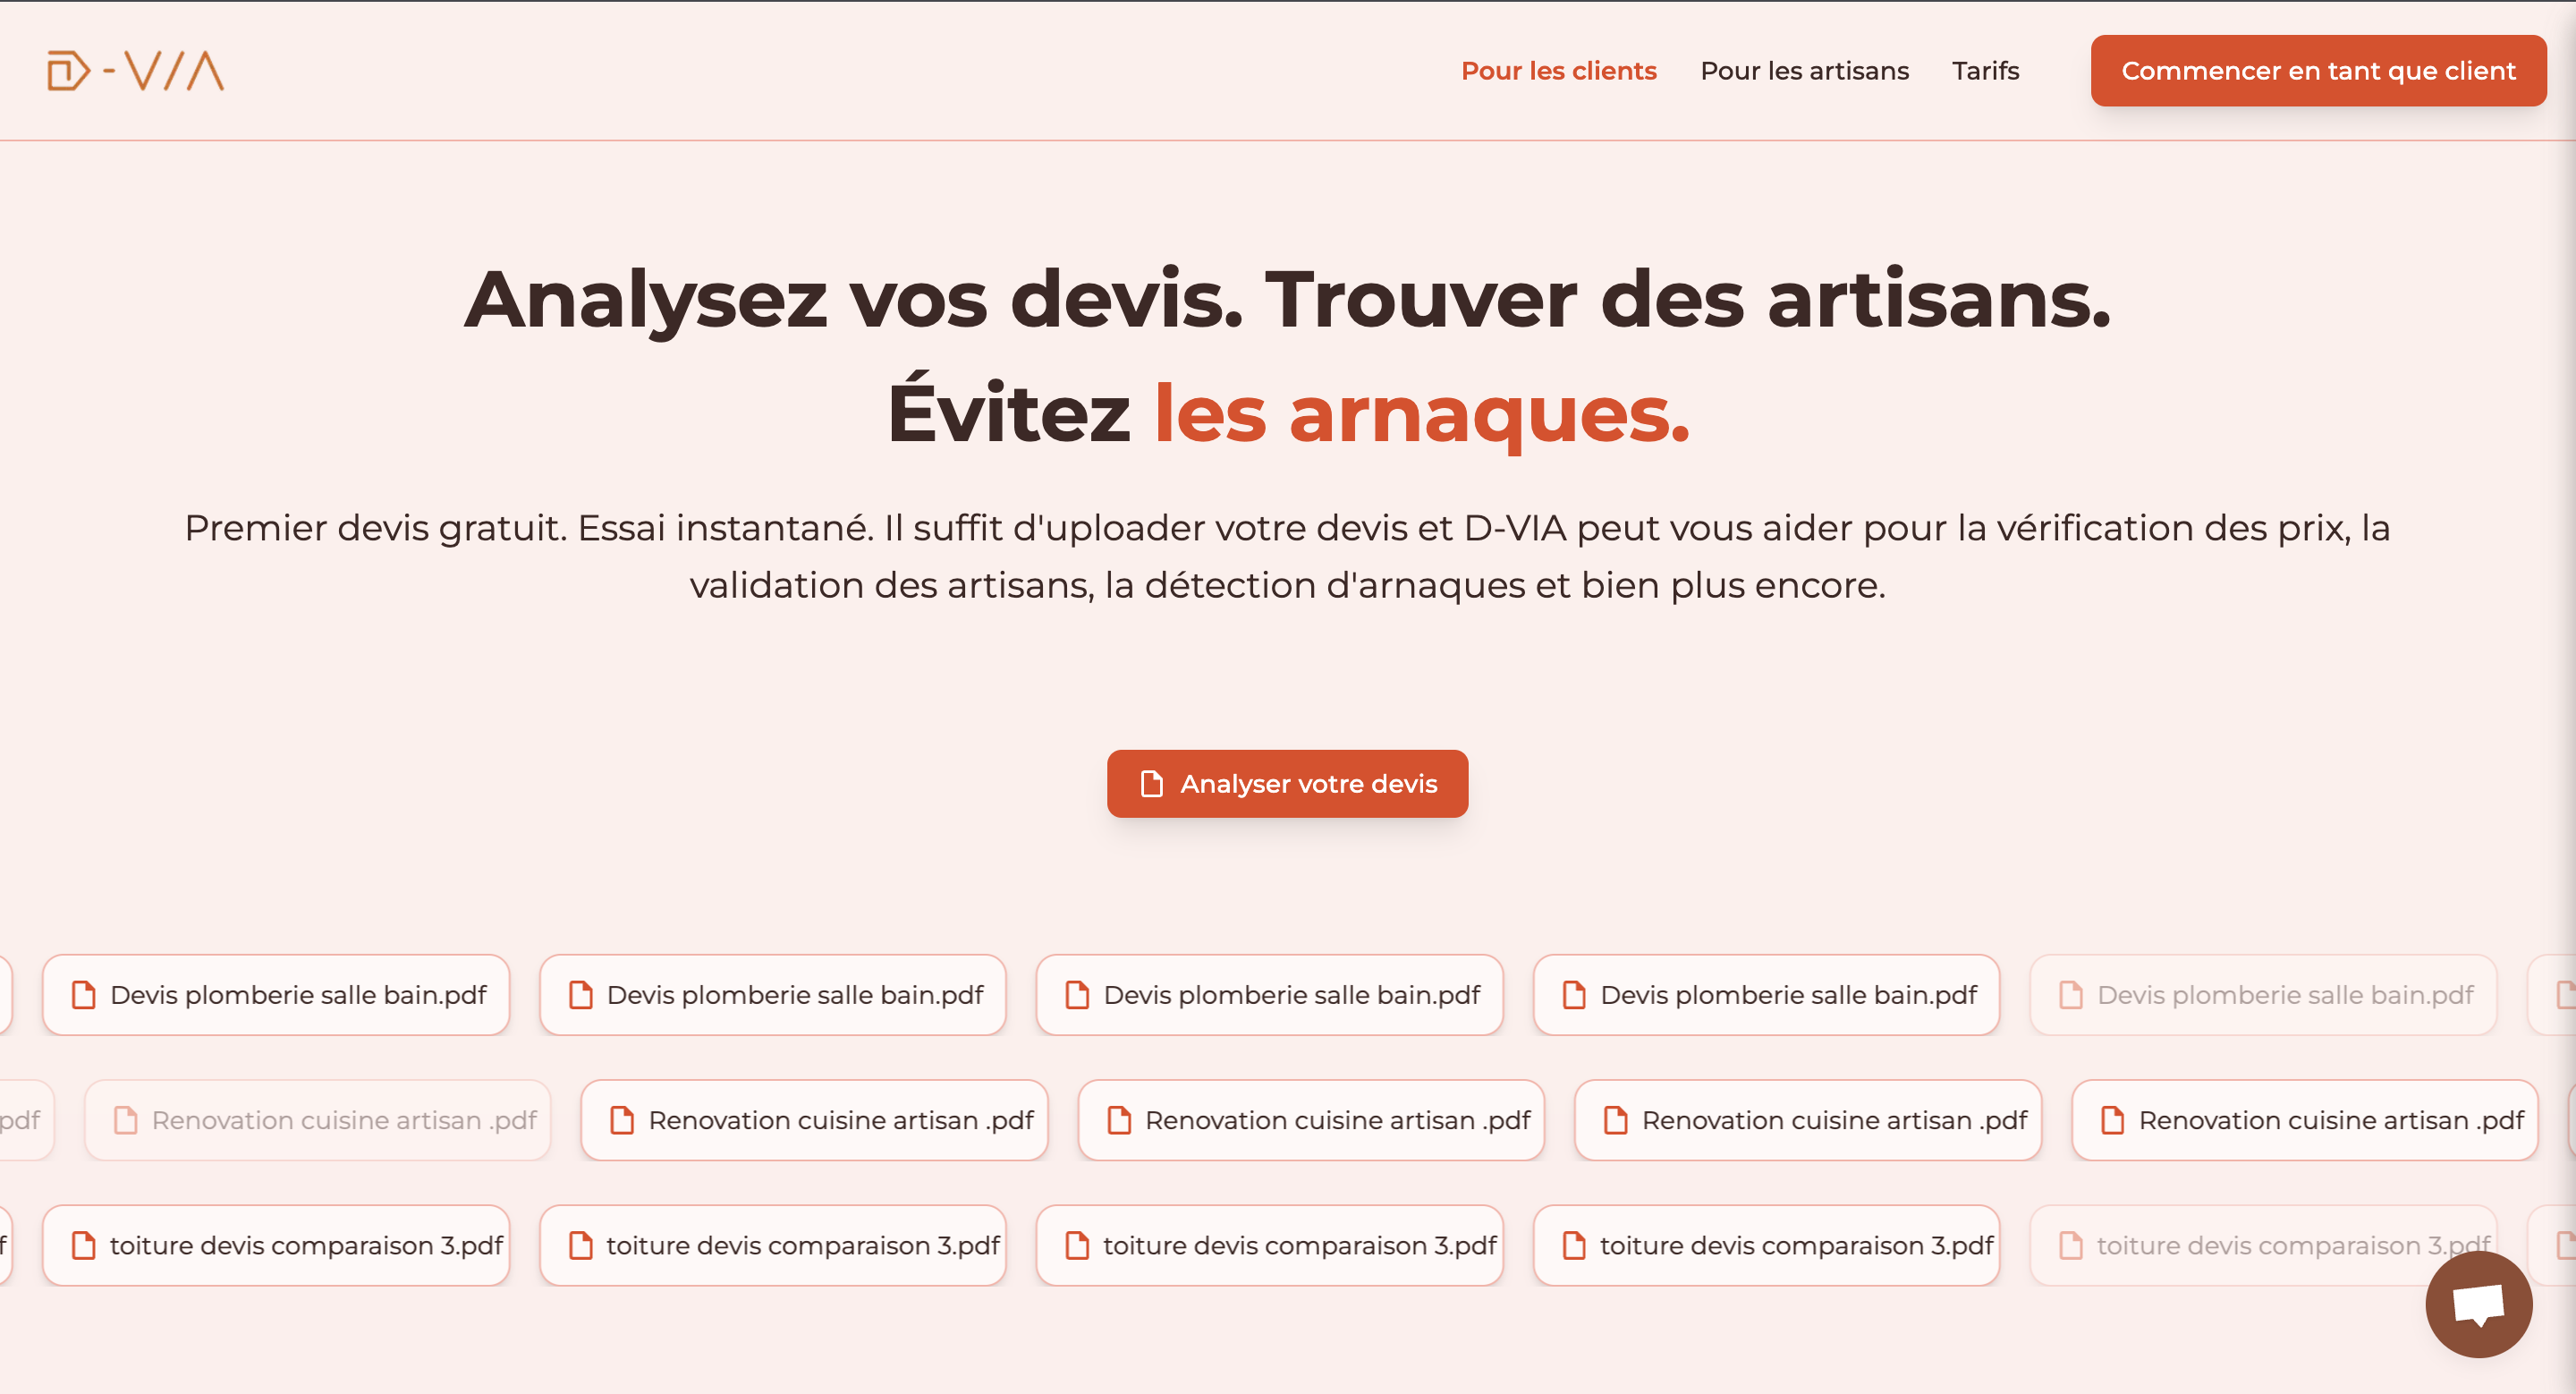 D-VIA
Pour les clients Pour les artisans Tarifs Commencer en tant que client
Analysez vos devis. Trouver des artisans.
Évitez les arnaques.
Premier devis gratuit. Essai instantané. Il suffit d'uploader votre devis et D-VIA peut vous aider pour la vérification des prix, la
validation des artisans, la détection d'arnaques et bien plus encore.
Analyser votre devis
Devis plomberie salle bain.pdf Devis plomberie salle bain.pdf Devis plomberie salle bain.pdf Devis plomberie salle bain.pdf Devis plomberie salle bain.pdf
pdf Renovation cuisine artisan .pdf Renovation cuisine artisan .pdf Renovation cuisine artisan .pdf Renovation cuisine artisan .pdf Renovation cuisine artisan .pdf
f toiture devis comparaison 3.pdf toiture devis comparaison 3.pdf toiture devis comparaison 3.pdf toiture devis comparaison 3.pdf toiture devis comparaison 3.pdf